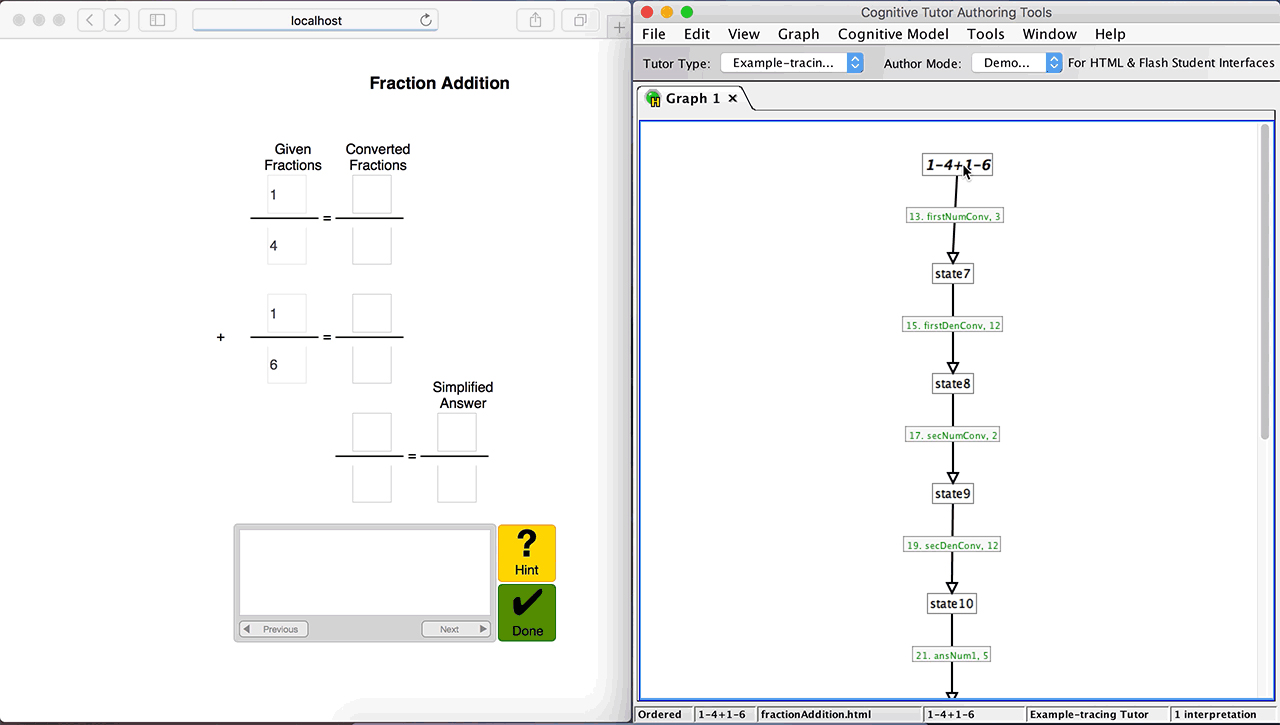 localhost
Fraction Addition
Given Fractions
Converted Fractions
1
=
4
1
+
=
6
Simplified Answer
=
?
Hint
Previous
Next
Done
Cognitive Tutor Authoring Tools
File Edit View Graph Cognitive Model Tools Window Help
Tutor Type: Example-tracin... Author Mode: Demo... For HTML & Flash Student Interfaces
Graph 1
1-4+1-6
13. firstNumConv, 3
state7
15. firstDenConv, 12
state8
17. secNumConv, 2
state9
19. secDenConv, 12
state10
21. ansNum1, 5
Ordered 1-4+1-6 fractionAddition.html 1-4+1-6 Example-tracing Tutor 1 interpretation